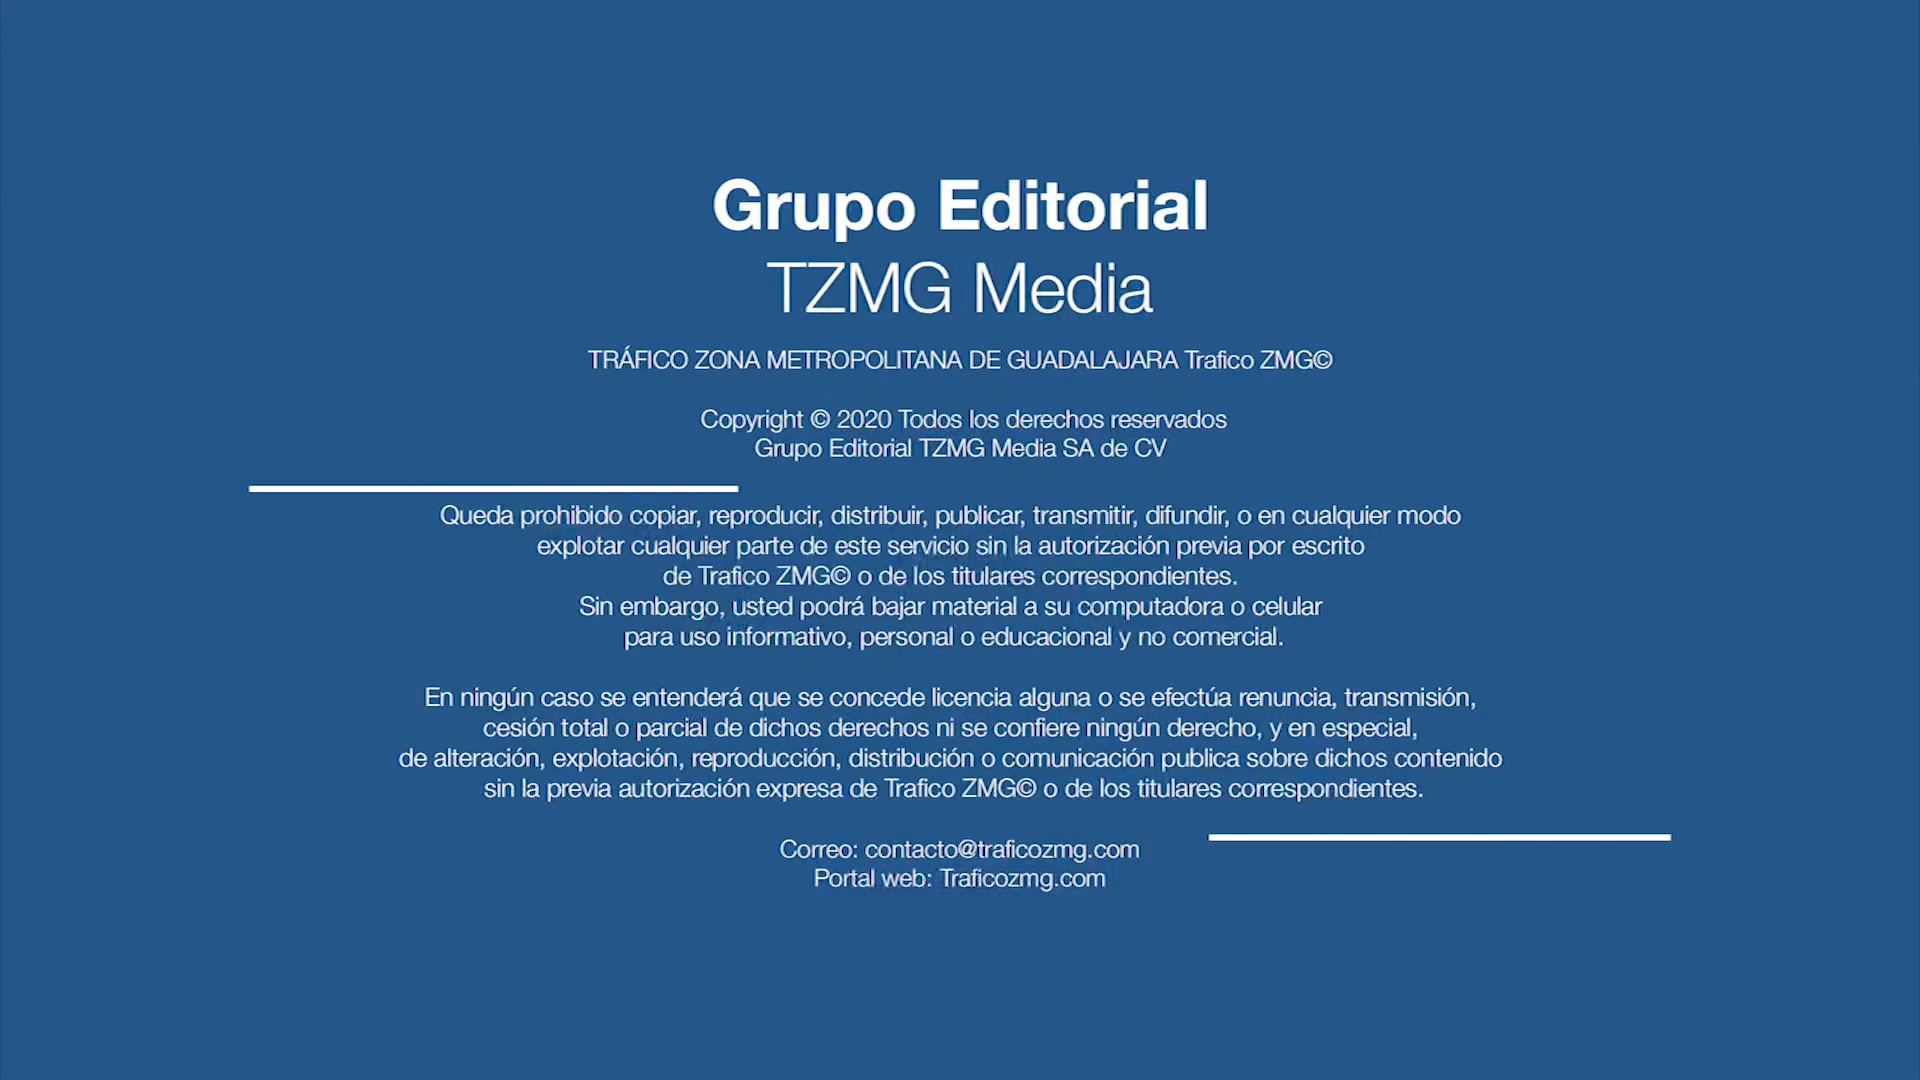 Grupo Editorial
TZMG Media
TRÁFICO ZONA METROPOLITANA DE GUADALAJARA Trafico ZMG©
Copyright © 2020 Todos los derechos reservados
Grupo Editorial TZMG Media SA de CV
Queda prohibido copiar, reproducir, distribuir, publicar, transmitir, difundir, o en cualquier modo
explotar cualquier parte de este servicio sin la autorización previa por escrito
de Trafico ZMG© o de los titulares correspondientes.
Sin embargo, usted podrá bajar material a su computadora o celular
para uso informativo, personal o educacional y no comercial.
En ningún caso se entenderá que se concede licencia alguna o se efectúa renuncia, transmisión,
cesión total o parcial de dichos derechos ni se confiere ningún derecho, y en especial,
de alteración, explotación, reproducción, distribución o comunicación publica sobre dichos contenido
sin la previa autorización expresa de Trafico ZMG© o de los titulares correspondientes.
Correo: contacto@traficozmg.com
Portal web: Traficozmg.com